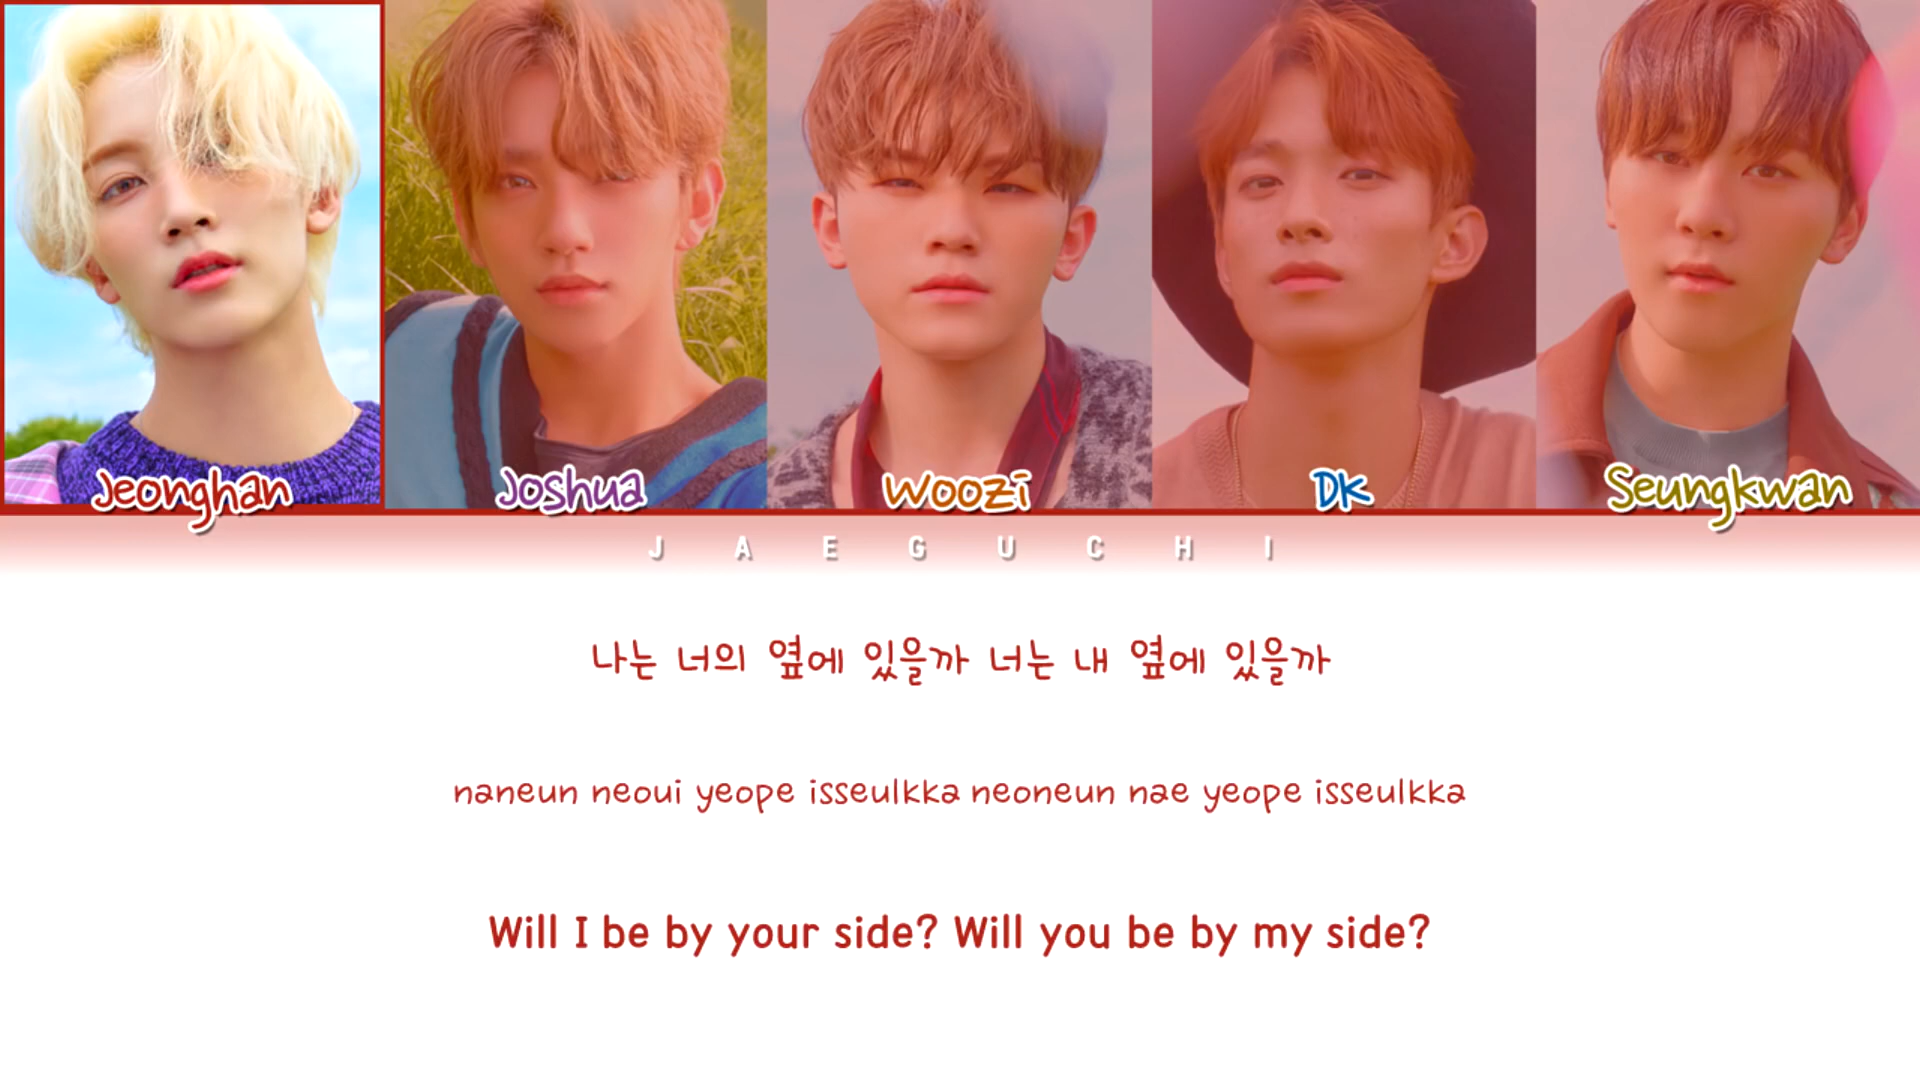 Jeonghan Joshua Woozi DK Seungkwan
JAEGUCHI
나는 너의 옆에 있을까 너는 내 옆에 있을까
naneun neoui yeope isseulkka neoneun nae yeope isseulkka
Will I be by your side? Will you be by my side?